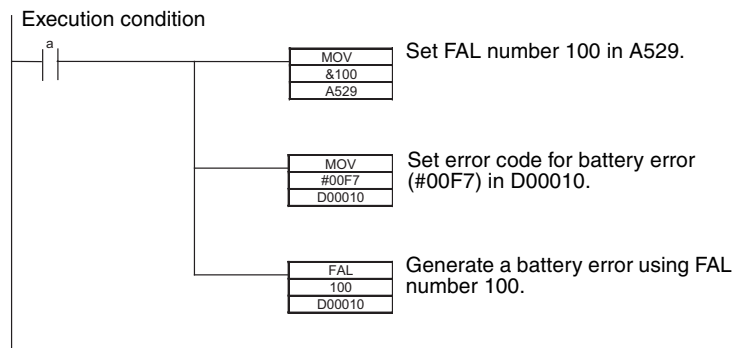 Execution condition
a
MOV
&100
A529
Set FAL number 100 in A529.
MOV
#00F7
D00010
Set error code for battery error
(#00F7) in D00010.
FAL
100
D00010
Generate a battery error using FAL
number 100.